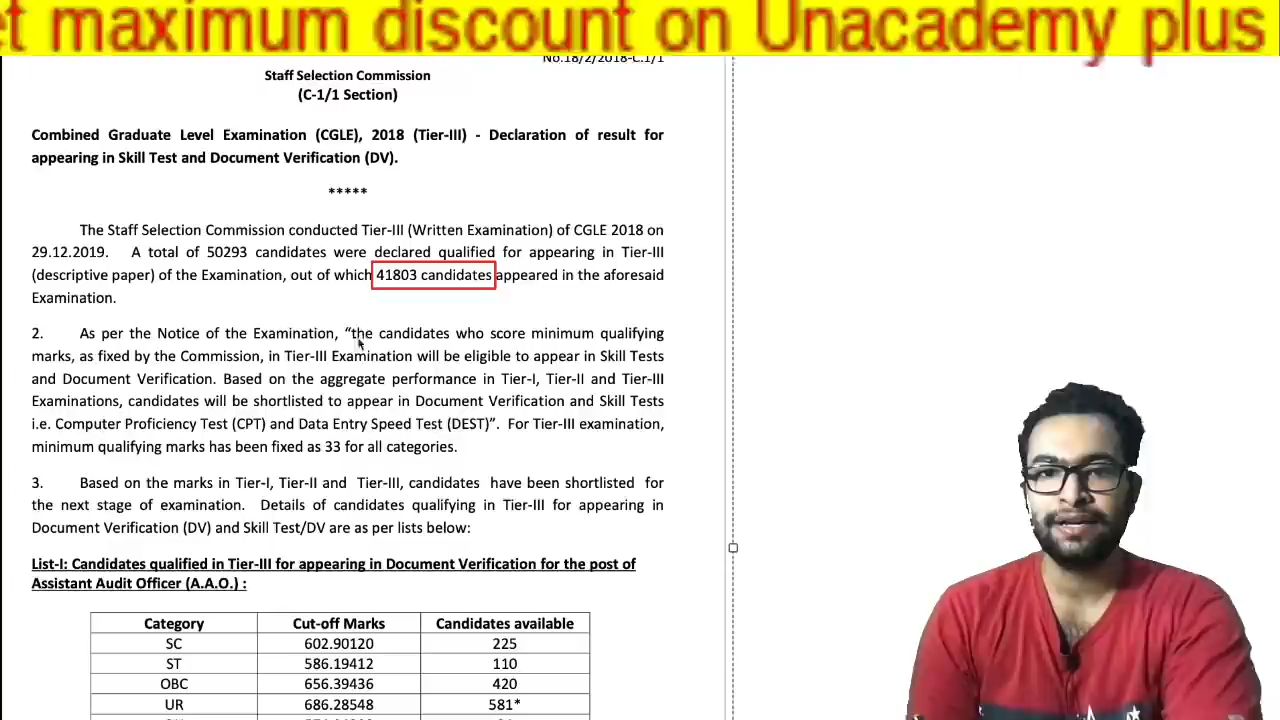 et maximum discount on Unacademy plus
No.18/2/2018-C.1/1
Staff Selection Commission
(C-1/1 Section)
Combined Graduate Level Examination (CGLE), 2018 (Tier-III) - Declaration of result for
appearing in Skill Test and Document Verification (DV).
*****
The Staff Selection Commission conducted Tier-III (Written Examination) of CGLE 2018 on
29.12.2019. A total of 50293 candidates were declared qualified for appearing in Tier-III
(descriptive paper) of the Examination, out of which 41803 candidates appeared in the aforesaid
Examination.
2. As per the Notice of the Examination, “the candidates who score minimum qualifying
marks, as fixed by the Commission, in Tier-III Examination will be eligible to appear in Skill Tests
and Document Verification. Based on the aggregate performance in Tier-I, Tier-II and Tier-III
Examinations, candidates will be shortlisted to appear in Document Verification and Skill Tests
i.e. Computer Proficiency Test (CPT) and Data Entry Speed Test (DEST)”. For Tier-III examination,
minimum qualifying marks has been fixed as 33 for all categories.
3. Based on the marks in Tier-I, Tier-II and Tier-III, candidates have been shortlisted for
the next stage of examination. Details of candidates qualifying in Tier-III for appearing in
Document Verification (DV) and Skill Test/DV are as per lists below:
List-I: Candidates qualified in Tier-III for appearing in Document Verification for the post of
Assistant Audit Officer (A.A.O.) :
Category Cut-off Marks Candidates available
SC 602.90120 225
ST 586.19412 110
OBC 656.39436 420
UR 686.28548 581*